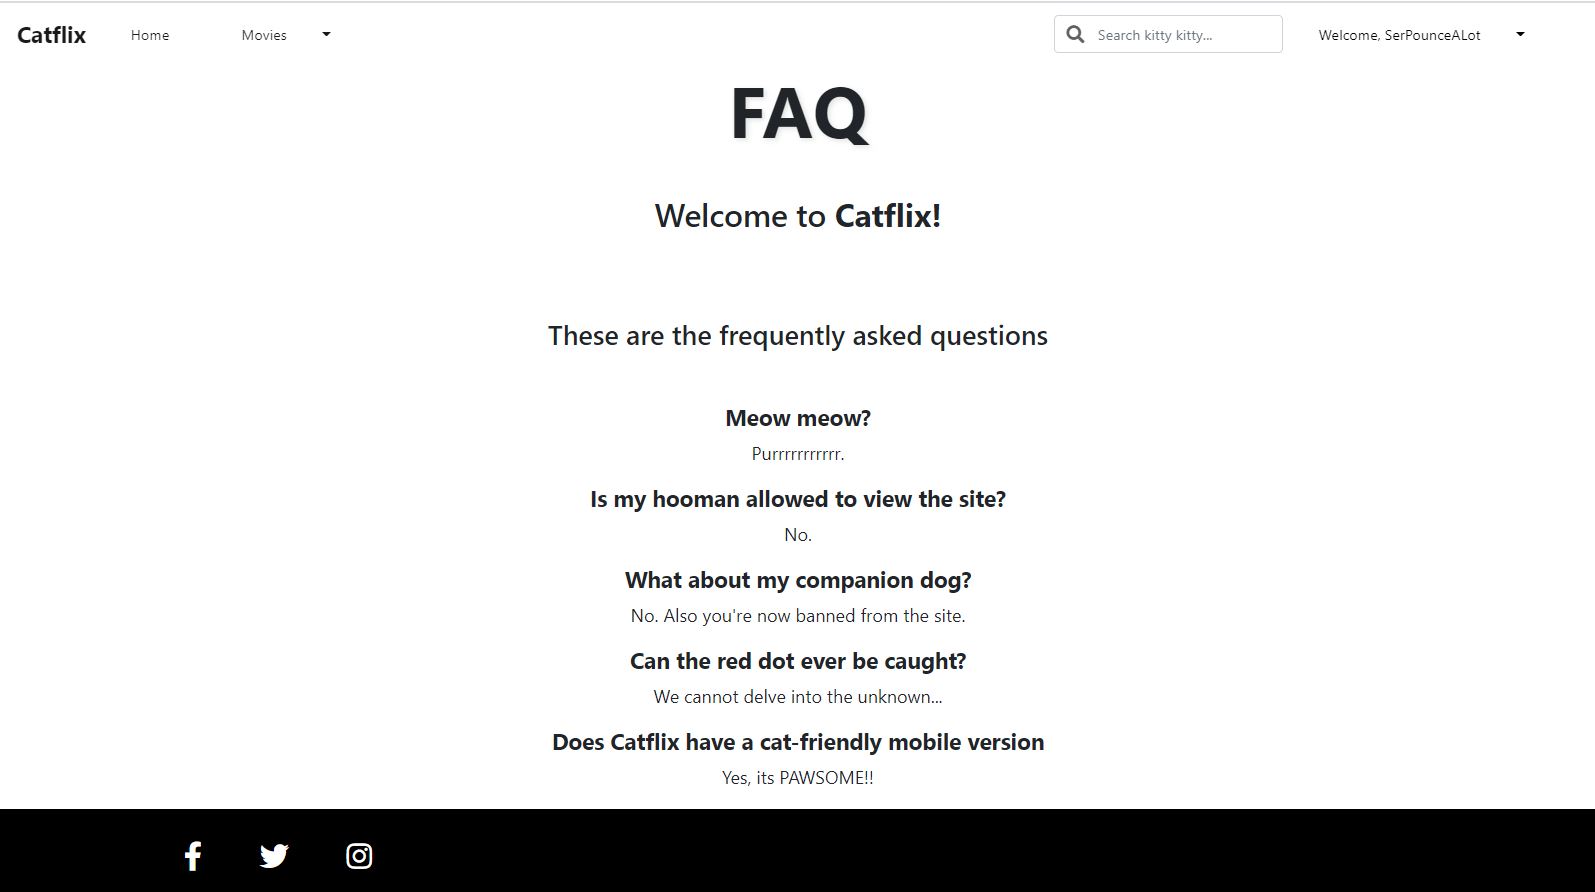 Catflix Home Movies Search kitty kitty... Welcome, SerPounceALot
FAQ
Welcome to Catflix!
These are the frequently asked questions
Meow meow?
Purrrrrrrrrrr.
Is my hooman allowed to view the site?
No.
What about my companion dog?
No. Also you're now banned from the site.
Can the red dot ever be caught?
We cannot delve into the unknown...
Does Catflix have a cat-friendly mobile version
Yes, its PAWSOME!!